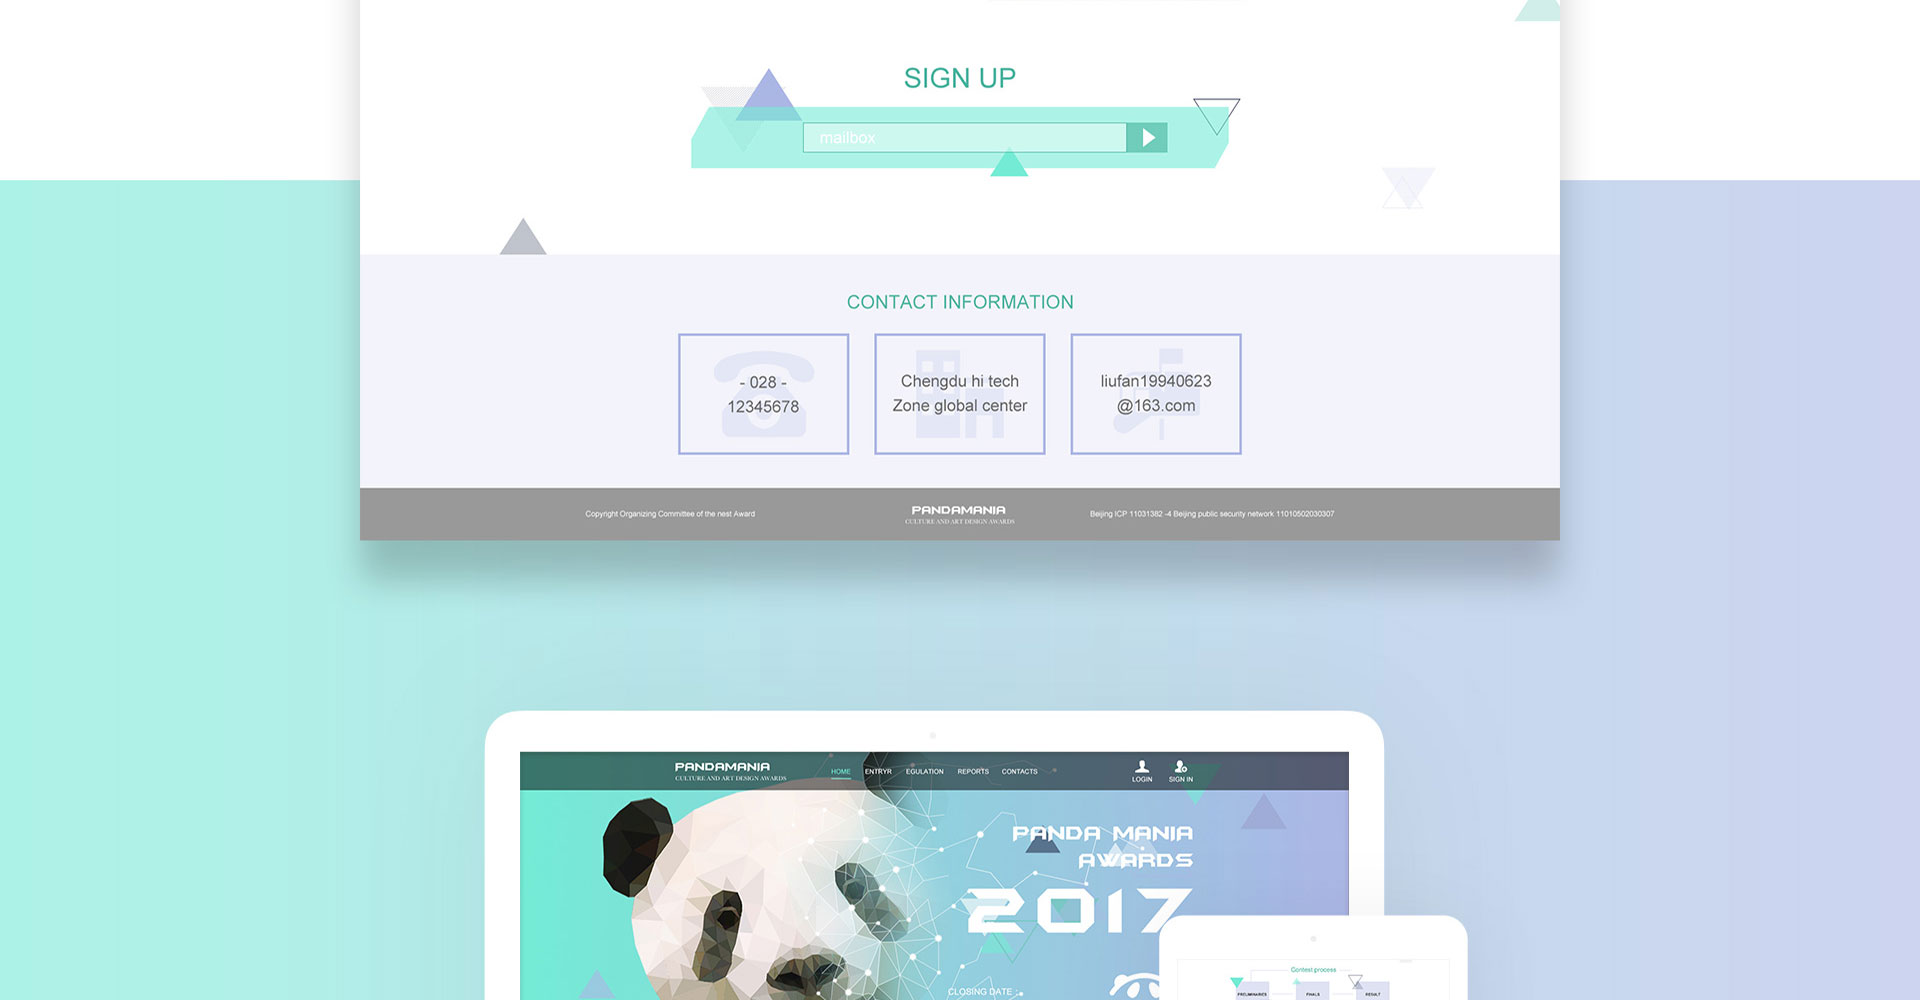 SIGN UP
mailbox
CONTACT INFORMATION
- 028 -
12345678
Chengdu hi tech
Zone global center
liufan19940623
@163.com
Copyright Organizing Committee of the nest Award
PANDAMANIA
CULTURE AND ART DESIGN AWARDS
Beijing ICP 11031382 -4 Beijing public security network 11010502030307
PANDAMANIA
CULTURE AND ART DESIGN AWARDS
HOME ENTRYR EGULATION REPORTS CONTACTS
LOGIN SIGN IN
PANDA MANIA
AWARDS
2017
CLOSING DATE :
Contest process
PRELIMINARIES FINALS RESULT